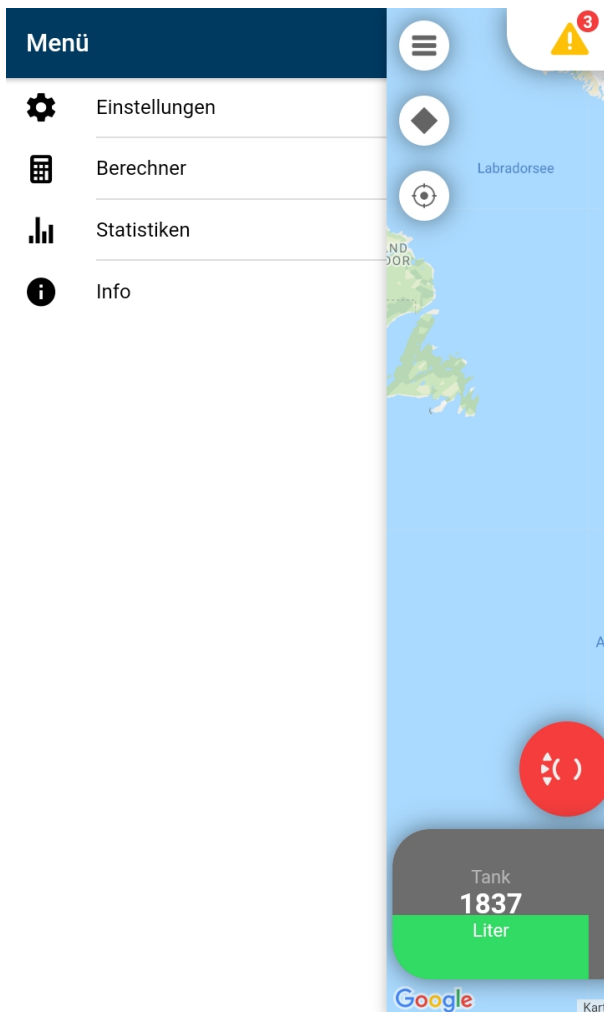 Menü
Einstellungen
Berechner
Statistiken
Info
3
Labradorsee
Tank
1837
Liter
Google